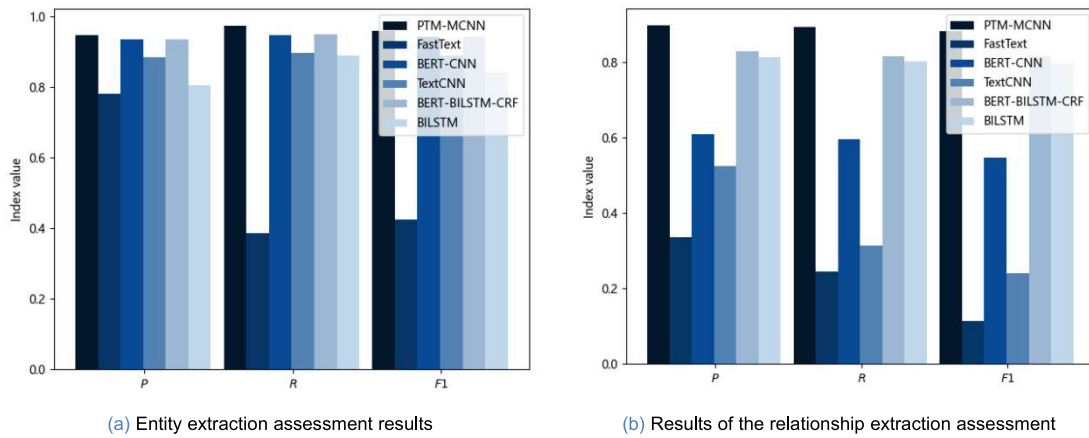 1.0
0.8
0.6
0.4
0.2
0.0
Index value
P
R
F1
PTM-MCNN
FastText
BERT-CNN
TextCNN
BERT-BILSTM-CRF
BILSTM
(a) Entity extraction assessment results
0.8
0.6
0.4
0.2
0.0
Index value
P
R
F1
PTM-MCNN
FastText
BERT-CNN
TextCNN
BERT-BILSTM-CRF
BILSTM
(b) Results of the relationship extraction assessment